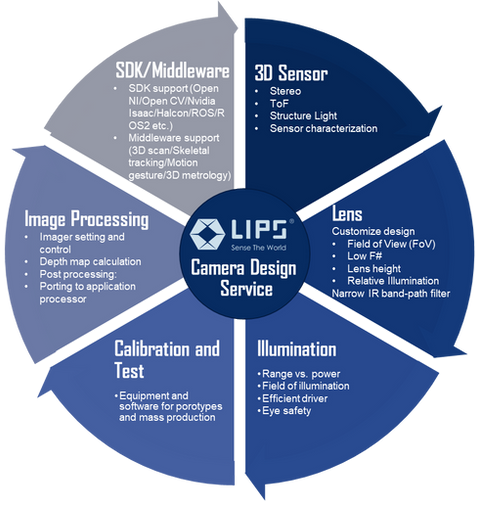 SDK/Middleware
• SDK support (Open
NI/Open CV/Nvidia
Isaac/Halcon/ROS/R
OS2 etc.)
• Middleware support
(3D scan/Skeletal
tracking/Motion
gesture/3D metrology)
3D Sensor
• Stereo
• ToF
• Structure Light
• Sensor characterization
Lens
Customize design
• Field of View (FoV)
• Low F#
• Lens height
• Relative Illumination
Narrow IR band-path filter
Illumination
• Range vs. power
• Field of illumination
• Efficient driver
• Eye safety
Calibration and
Test
• Equipment and
software for porotypes
and mass production
Image Processing
• Imager setting and
control
• Depth map calculation
• Post processing:
• Porting to application
processor
LIPS®
Sense The World
Camera Design
Service